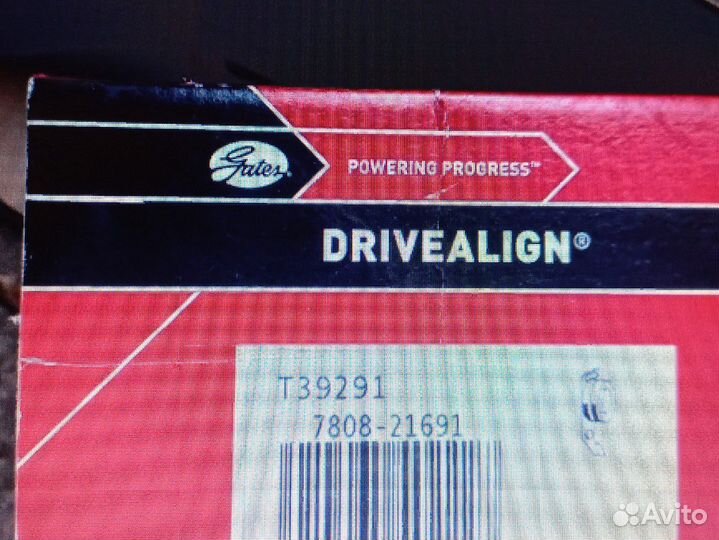 Gates®
POWERING PROGRESS™
DRIVEALIGN®
T39291
7808-21691
Avito